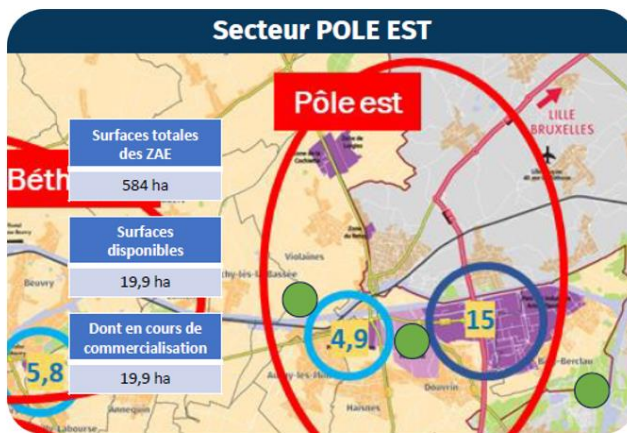 Secteur POLE EST
Pôle est
LILLE
BRUXELLES
Surfaces totales
des ZAE
584 ha
Béth
Surfaces
disponibles
19,9 ha
Violaines
Beuvry
Dont en cours de
commercialisation
19,9 ha
4,9
15
5,8
Douvrin
Haisnes
Annequin
Labourse